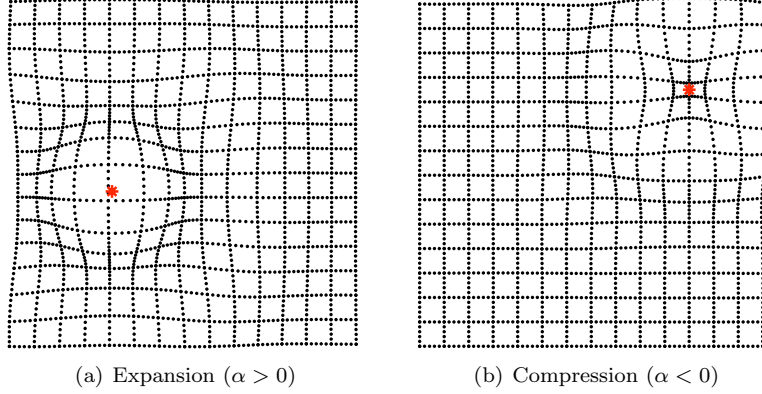 (a) Expansion (α > 0)
(b) Compression (α < 0)